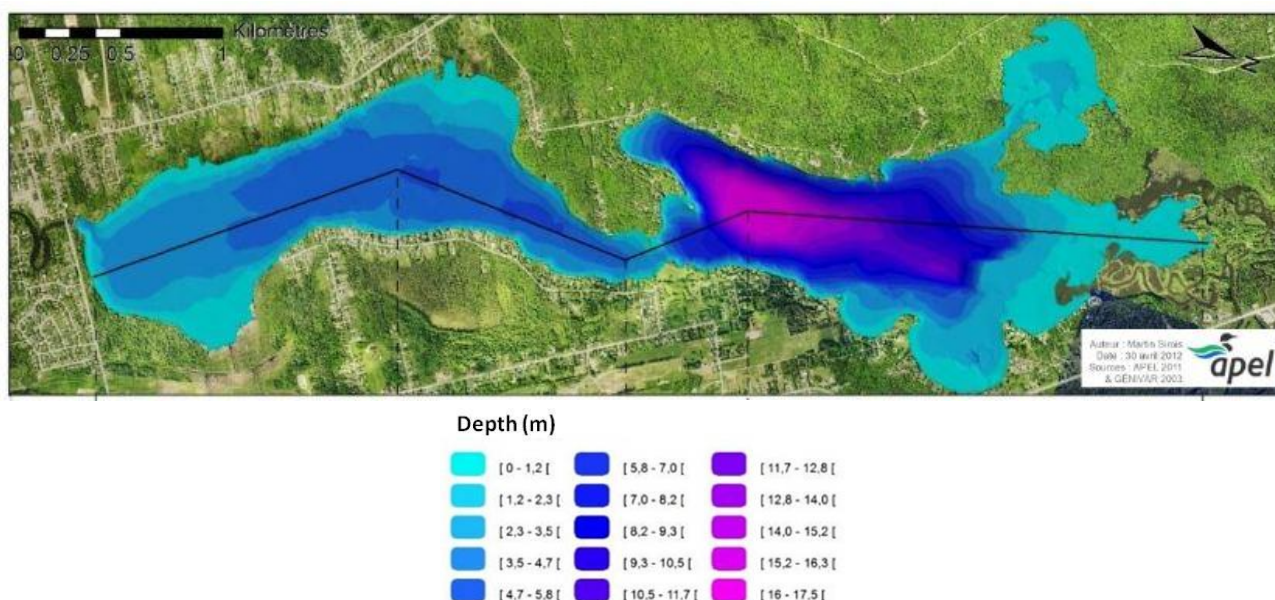 Kilomètres
0 0,25 0,5 1
N
Auteur : Martin Sirois
Date : 30 avril 2012
Sources : APEL 2011
& GÉNIVAR 2003
apel
Depth (m)
[ 0 - 1,2 [ [ 5,8 - 7,0 [ [ 11,7 - 12,8 [
[ 1,2 - 2,3 [ [ 7,0 - 8,2 [ [ 12,8 - 14,0 [
[ 2,3 - 3,5 [ [ 8,2 - 9,3 [ [ 14,0 - 15,2 [
[ 3,5 - 4,7 [ [ 9,3 - 10,5 [ [ 15,2 - 16,3 [
[ 4,7 - 5,8 [ [ 10,5 - 11,7 [ [ 16 - 17,5 [